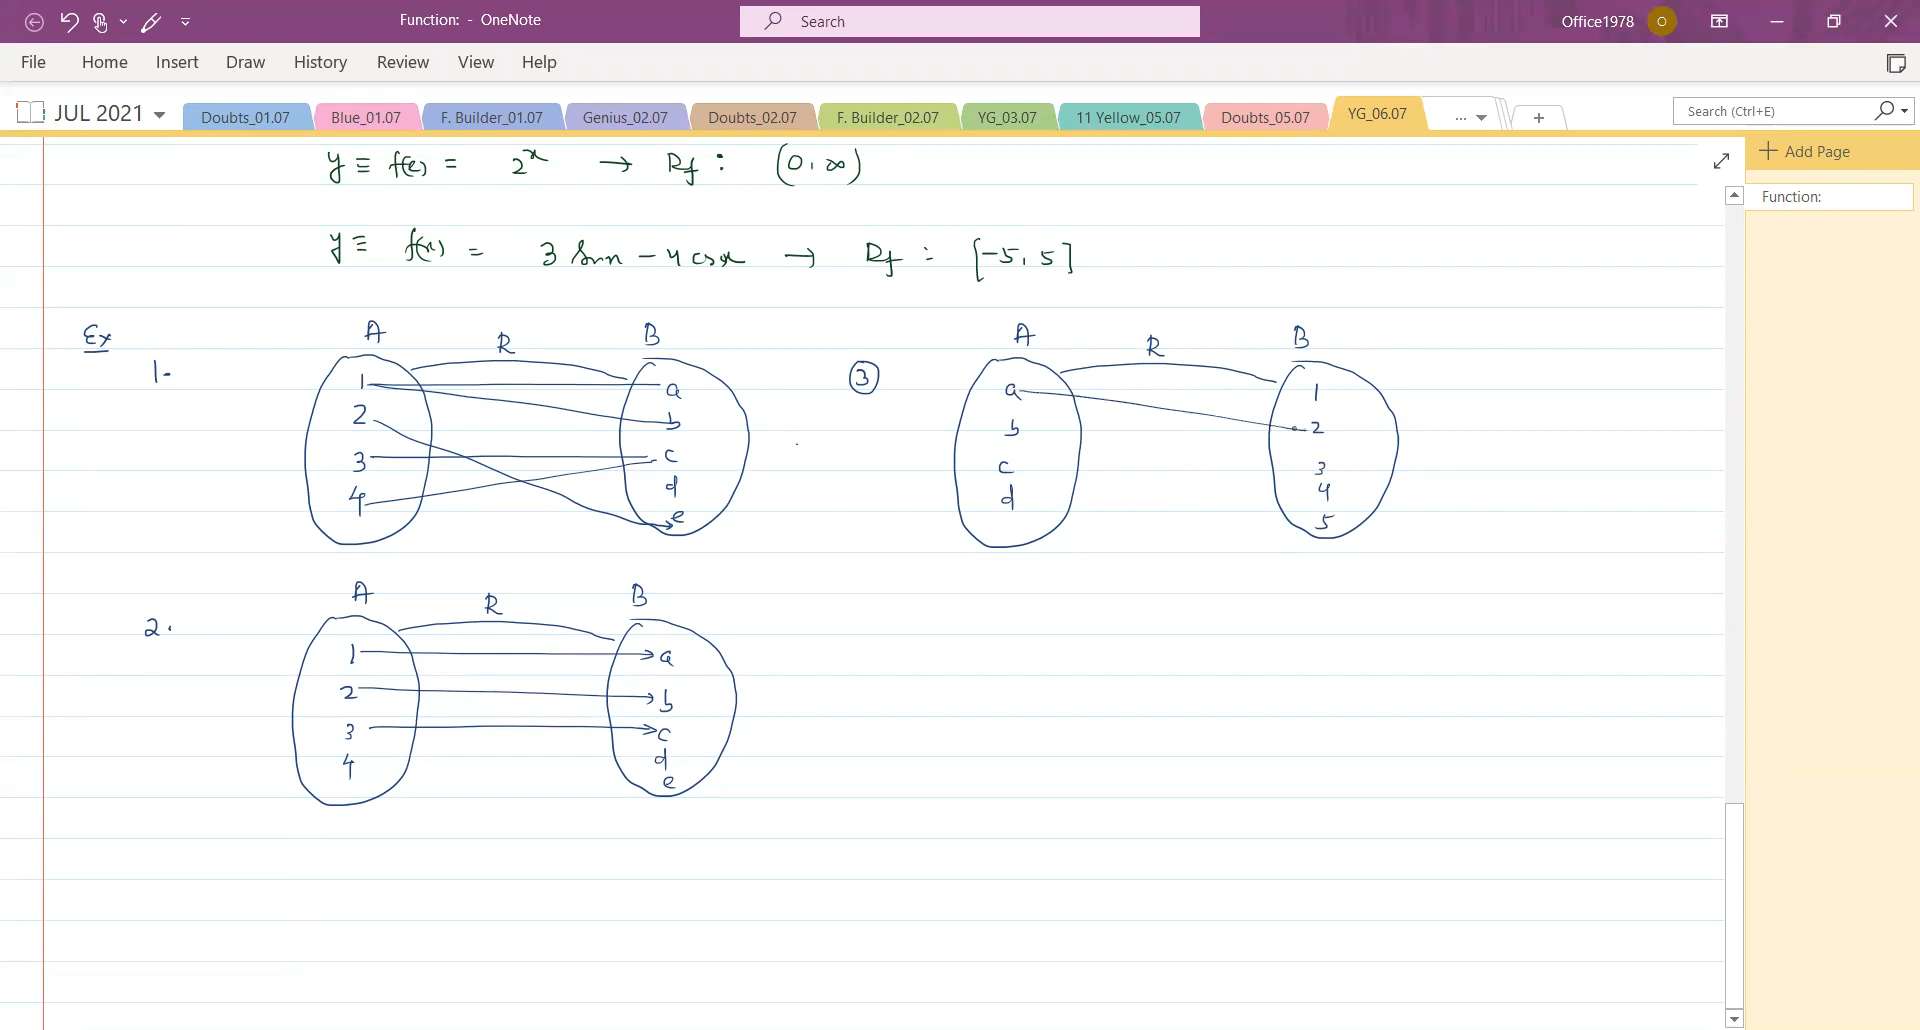 Function: - OneNote
Search
Office1978
O
File Home Insert Draw History Review View Help
JUL 2021
Doubts_01.07 Blue_01.07 F. Builder_01.07 Genius_02.07 Doubts_02.07 F. Builder_02.07 YG_03.07 11 Yellow_05.07 Doubts_05.07 YG_06.07 ... +
Search (Ctrl+E)
Add Page
Function:
y ≡ f(x) = 2^x → Rf : (0, ∞)
y ≡ f(x) = 3 sinx - 4 cosx → Rf : [-5, 5]
Ex
1.
A R B
1 a
2 b
3 c
4 d
e
③
A R B
a 1
b 2
c 3
d 4
5
2.
A R B
1 a
2 b
3 c
4 d
e